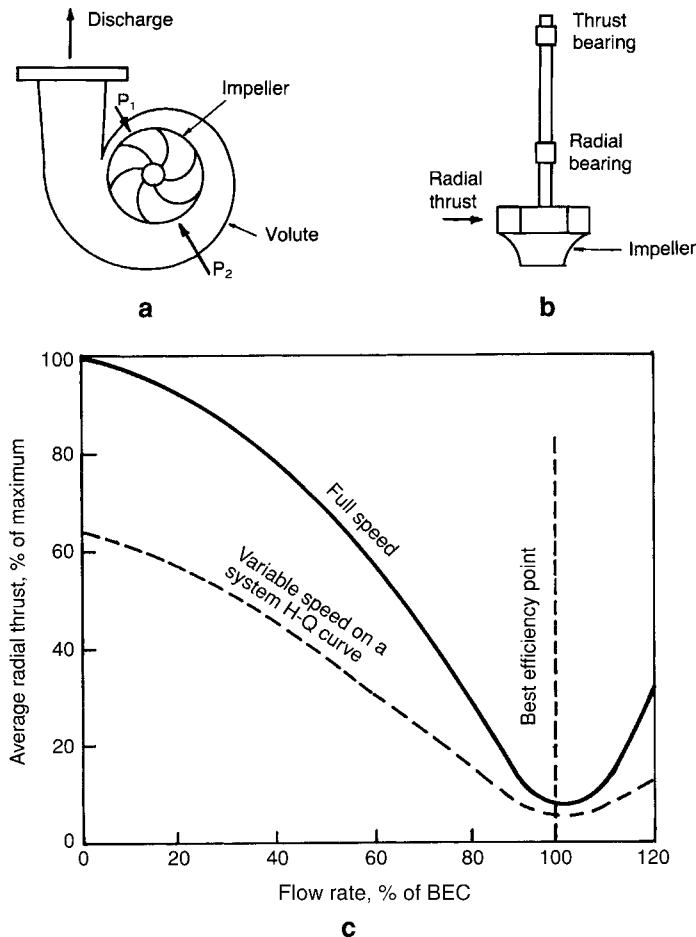 Discharge
P1
Impeller
Volute
P2
a
Thrust
bearing
Radial
bearing
Radial
thrust
Impeller
b
Average radial thrust, % of maximum
100
80
60
40
20
0
Full speed
Variable speed on a
system H-Q curve
Best efficiency point
0 20 40 60 80 100 120
Flow rate, % of BEC
c